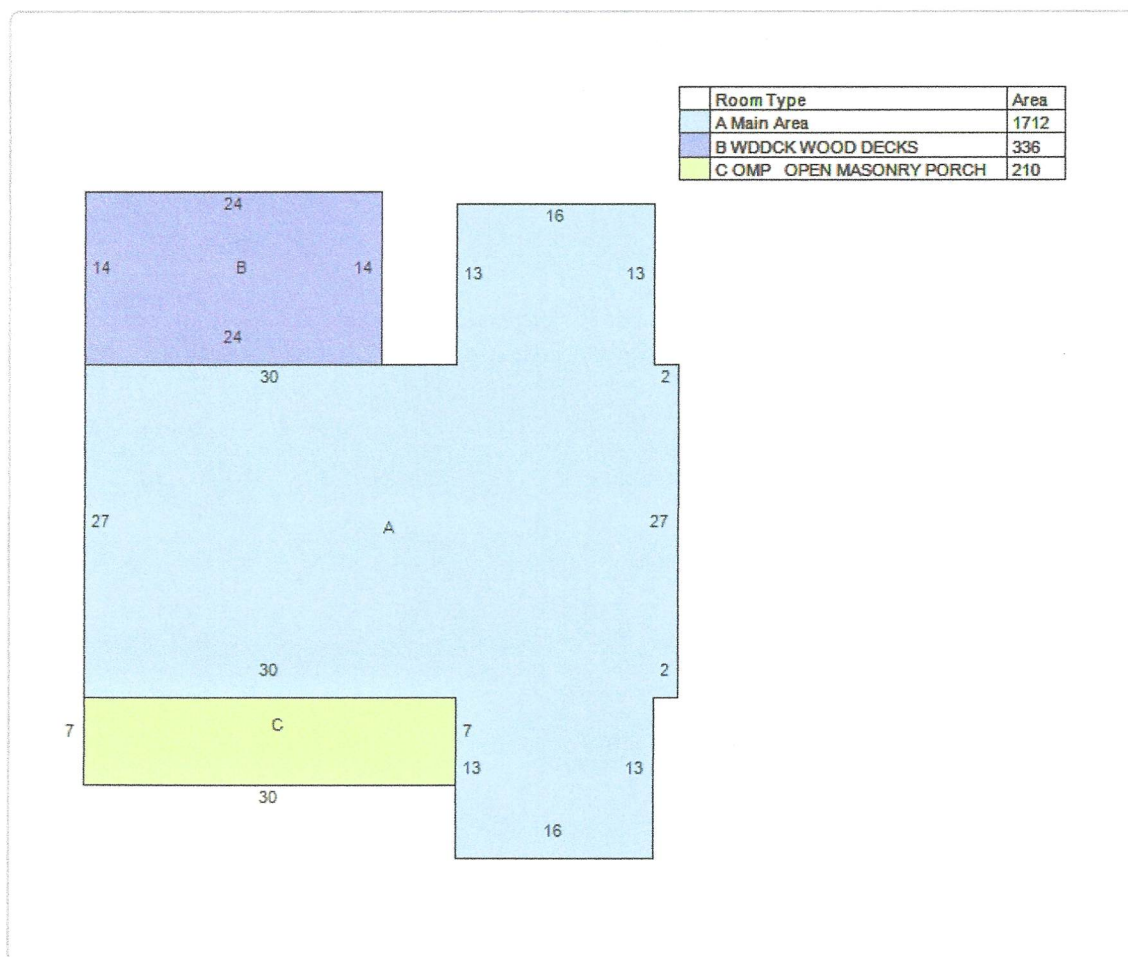 Room Type Area
A Main Area 1712
B WDDCK WOOD DECKS 336
C OMP OPEN MASONRY PORCH 210
24
16
14 B 14
13 13
24
30 2
27 A 27
30 2
7 C 7
13 13
30
16